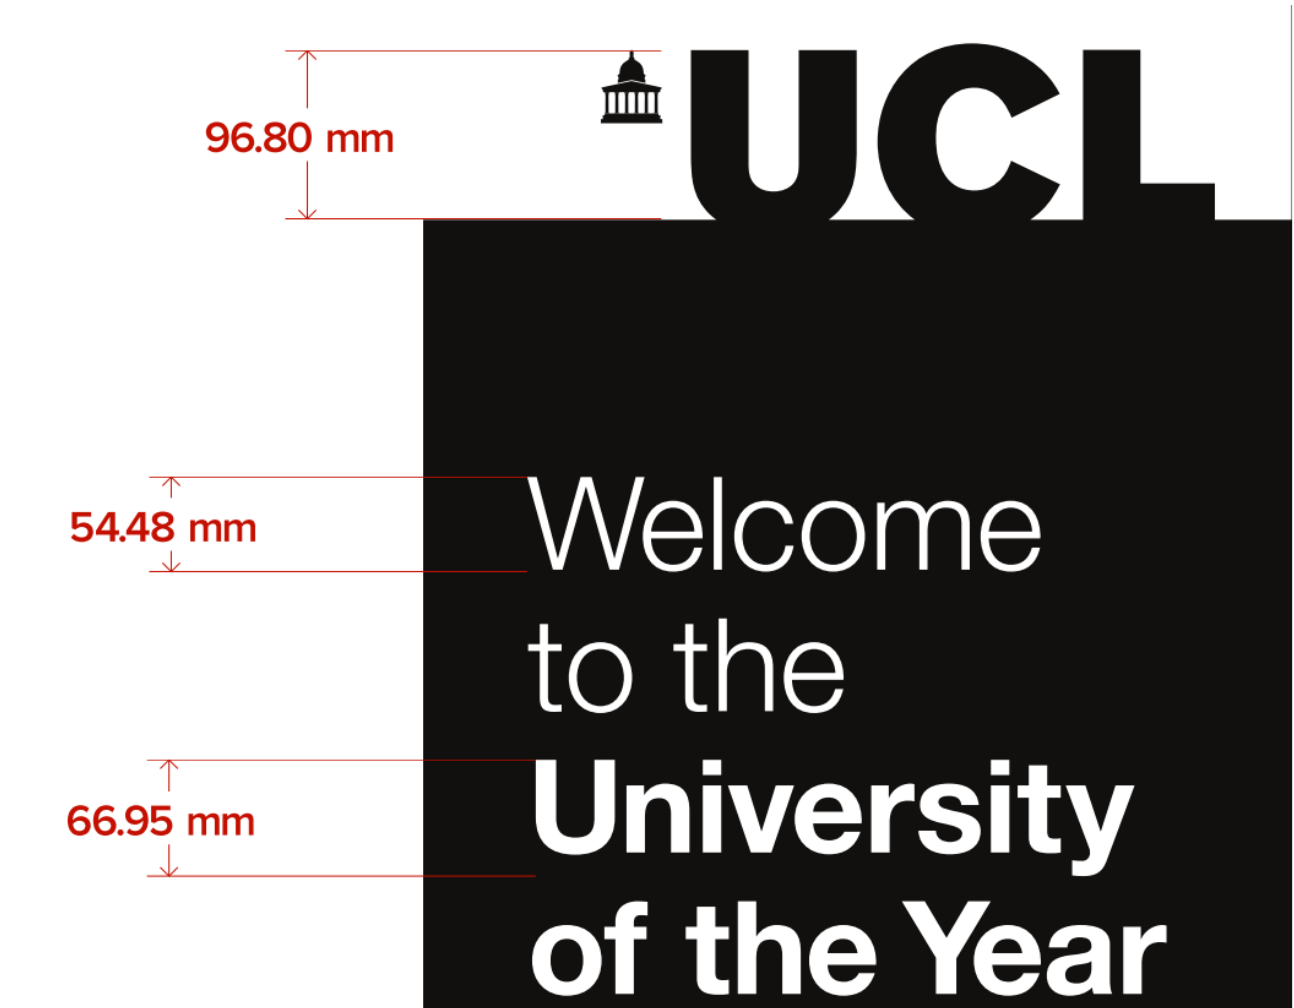 UCL
96.80 mm
54.48 mm
Welcome
to the
66.95 mm
University
of the Year